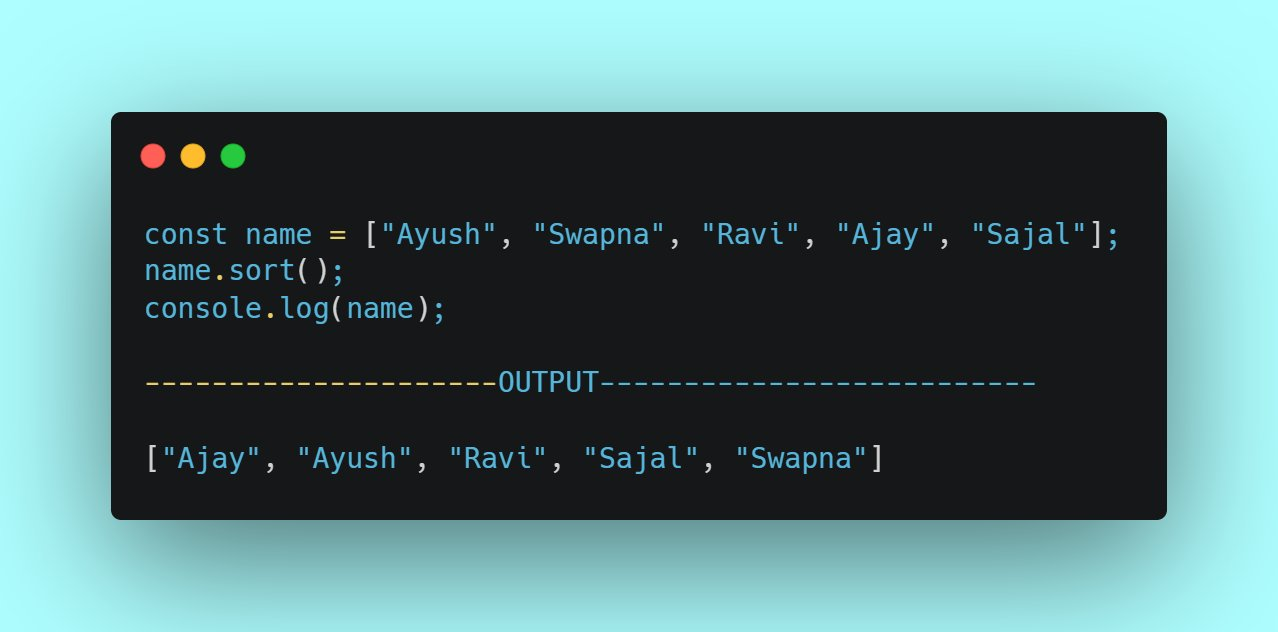 const name = ["Ayush", "Swapna", "Ravi", "Ajay", "Sajal"];
name.sort();
console.log(name);
---------------------OUTPUT--------------------------
["Ajay", "Ayush", "Ravi", "Sajal", "Swapna"]